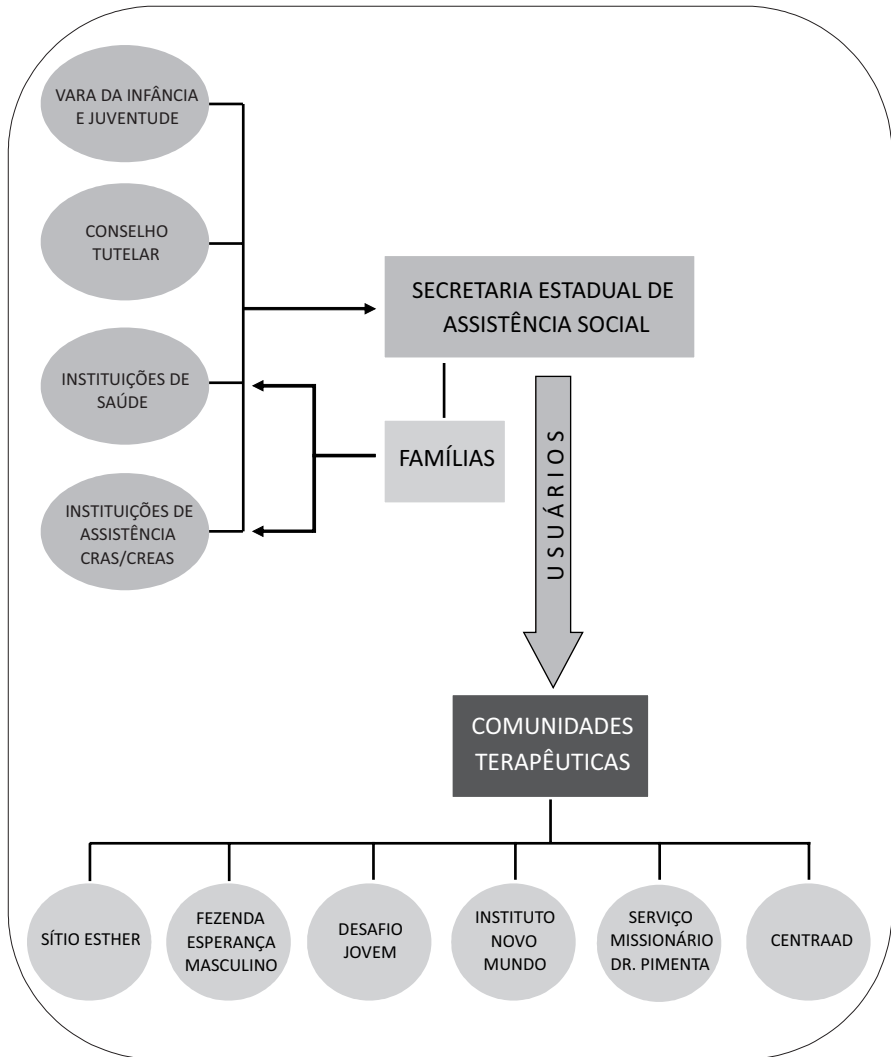 VARA DA INFÂNCIA
E JUVENTUDE
CONSELHO
TUTELAR
INSTITUIÇÕES DE
SAÚDE
INSTITUIÇÕES DE
ASSISTÊNCIA
CRAS/CREAS
SECRETARIA ESTADUAL DE
ASSISTÊNCIA SOCIAL
FAMÍLIAS
USUÁRIOS
COMUNIDADES
TERAPÊUTICAS
SÍTIO ESTHER
FEZENDA
ESPERANÇA
MASCULINO
DESAFIO
JOVEM
INSTITUTO
NOVO
MUNDO
SERVIÇO
MISSIONÁRIO
DR. PIMENTA
CENTRAAD